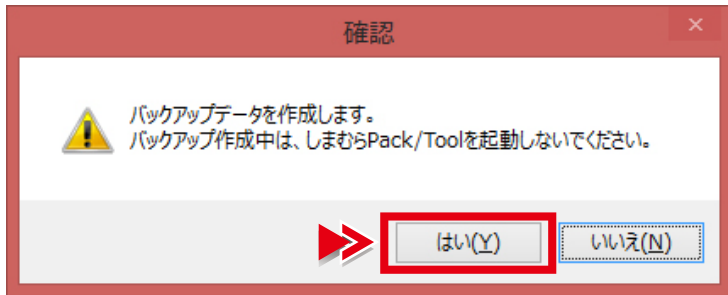 確認
バックアップデータを作成します。
バックアップ作成中は、しまむらPack/Toolを起動しないでください。
はい(Y)
いいえ(N)